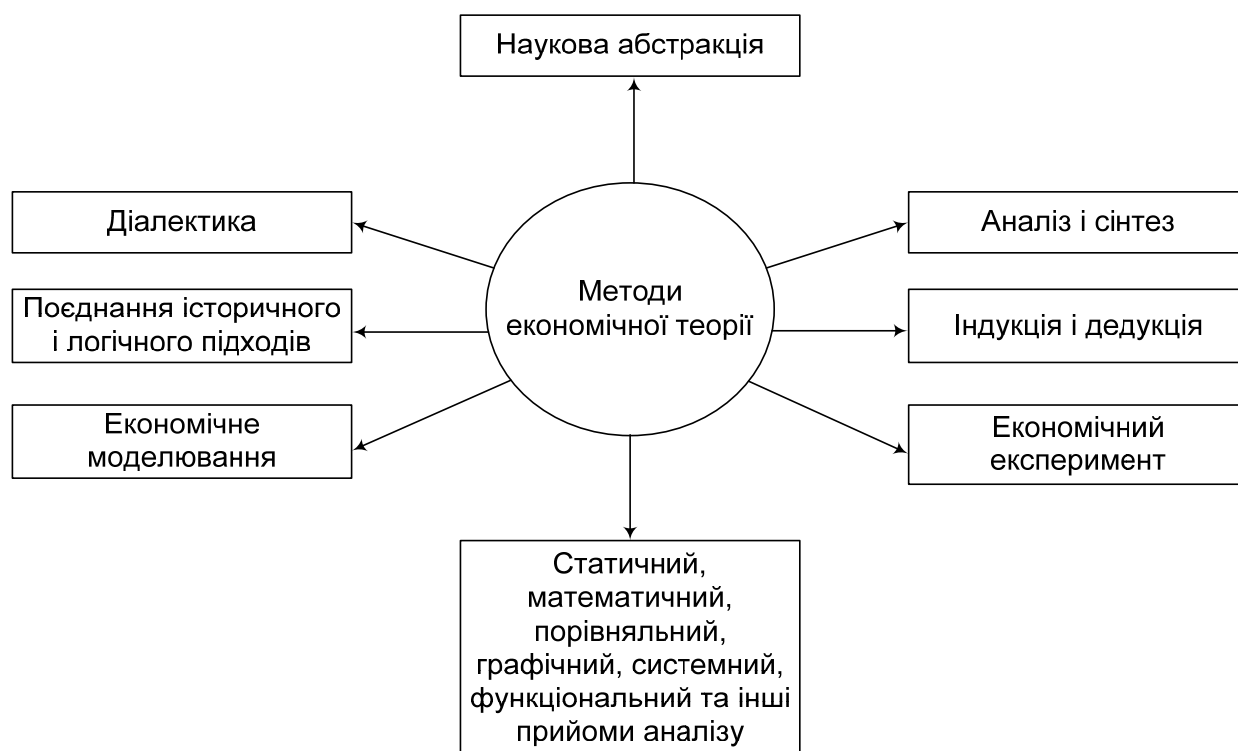 Наукова абстракція
Діалектика
Аналіз і сінтез
Поєднання історичного
і логічного підходів
Методи
економічної теорії
Індукція і дедукція
Економічне
моделювання
Економічний
експеримент
Статичний,
математичний,
порівняльний,
графічний, системний,
функціональний та інші
прийоми аналізу